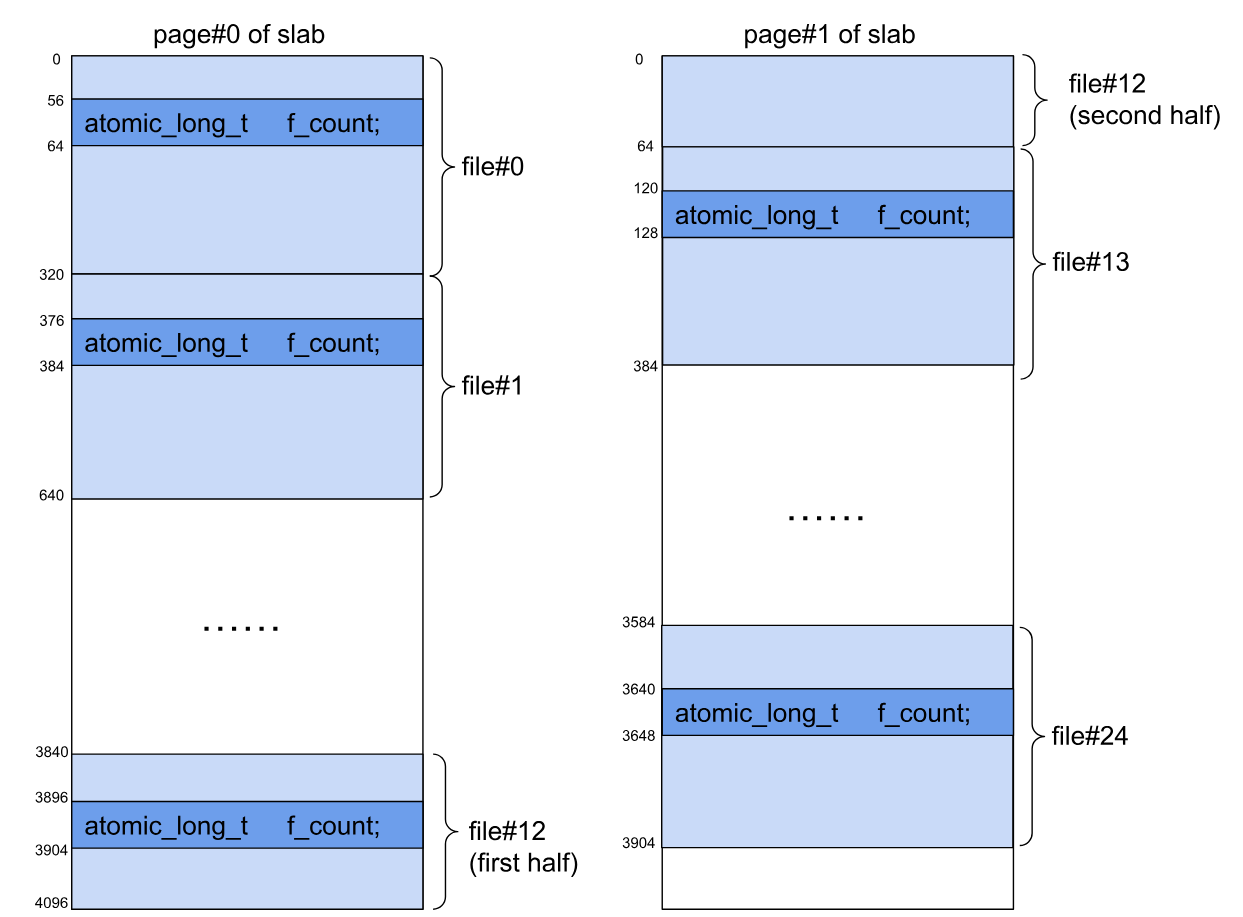 page#0 of slab
0
56
atomic_long_t f_count;
64
file#0
320
376
atomic_long_t f_count;
384
file#1
640
......
3840
3896
atomic_long_t f_count;
3904
file#12
(first half)
4096
page#1 of slab
0
file#12
(second half)
64
120
atomic_long_t f_count;
128
file#13
384
......
3584
3640
atomic_long_t f_count;
3648
file#24
3904